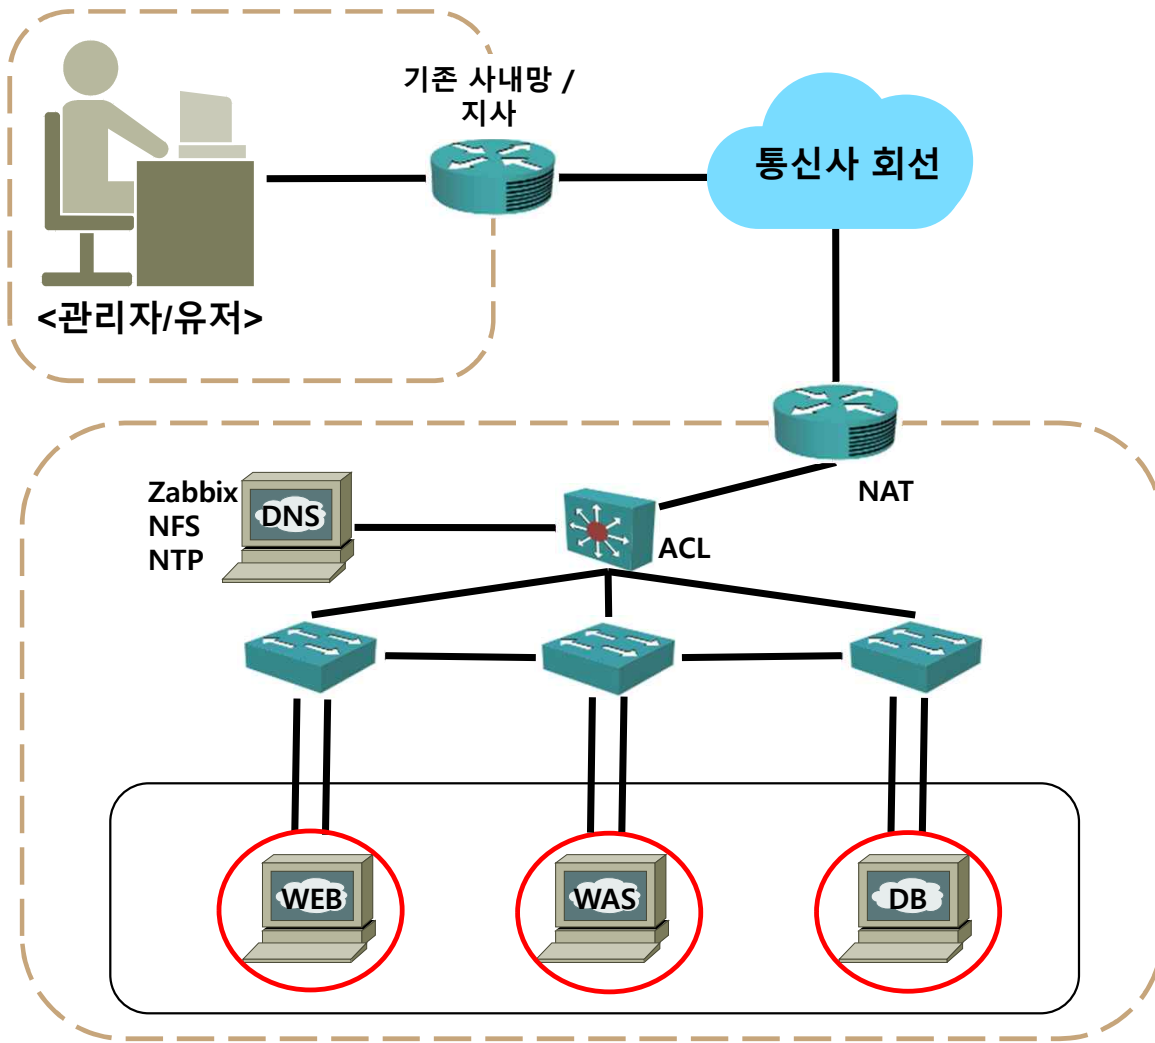 기존 사내망 /
지사
통신사 회선
<관리자/유저>
NAT
Zabbix
NFS
NTP
DNS
ACL
WEB
WAS
DB